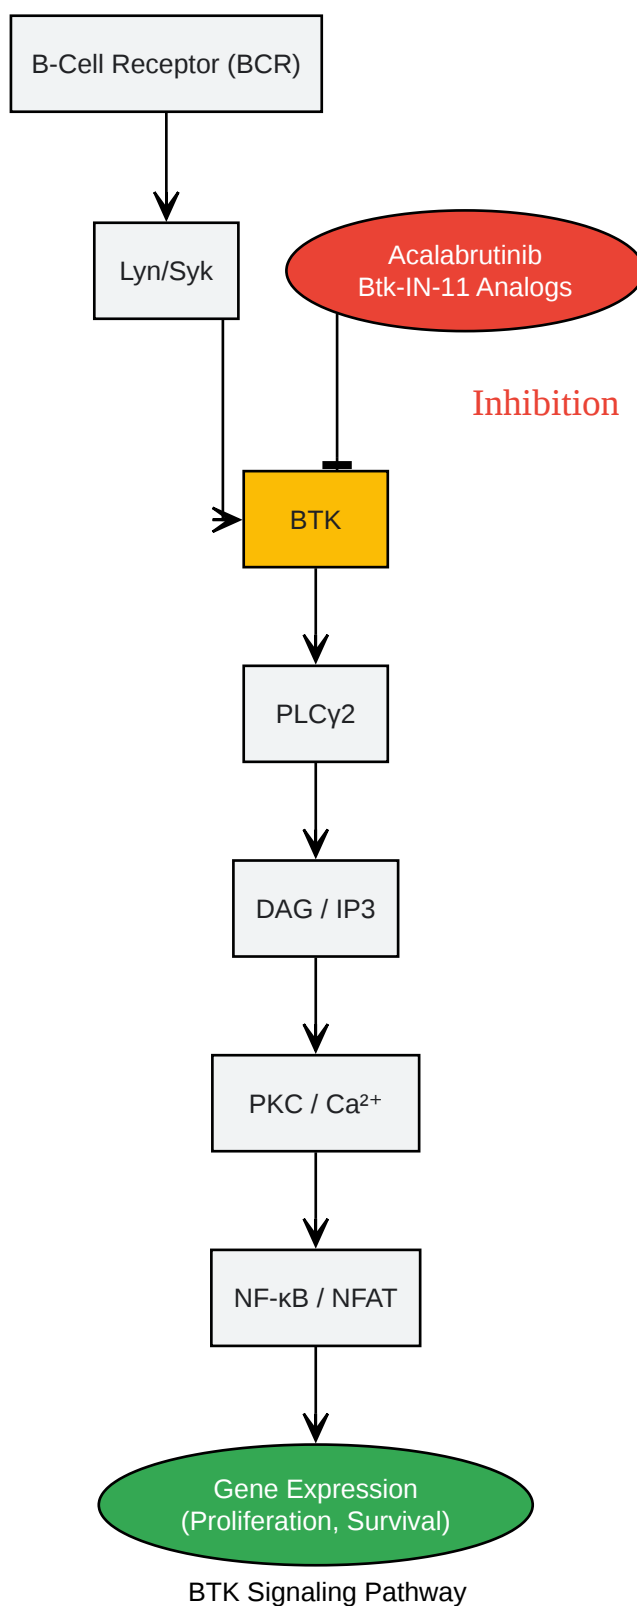 B-Cell Receptor (BCR)
Lyn/Syk
Acalabrutinib
Btk-IN-11 Analogs
Inhibition
BTK
PLCγ2
DAG / IP3
PKC / Ca²⁺
NF-κB / NFAT
Gene Expression
(Proliferation, Survival)
BTK Signaling Pathway